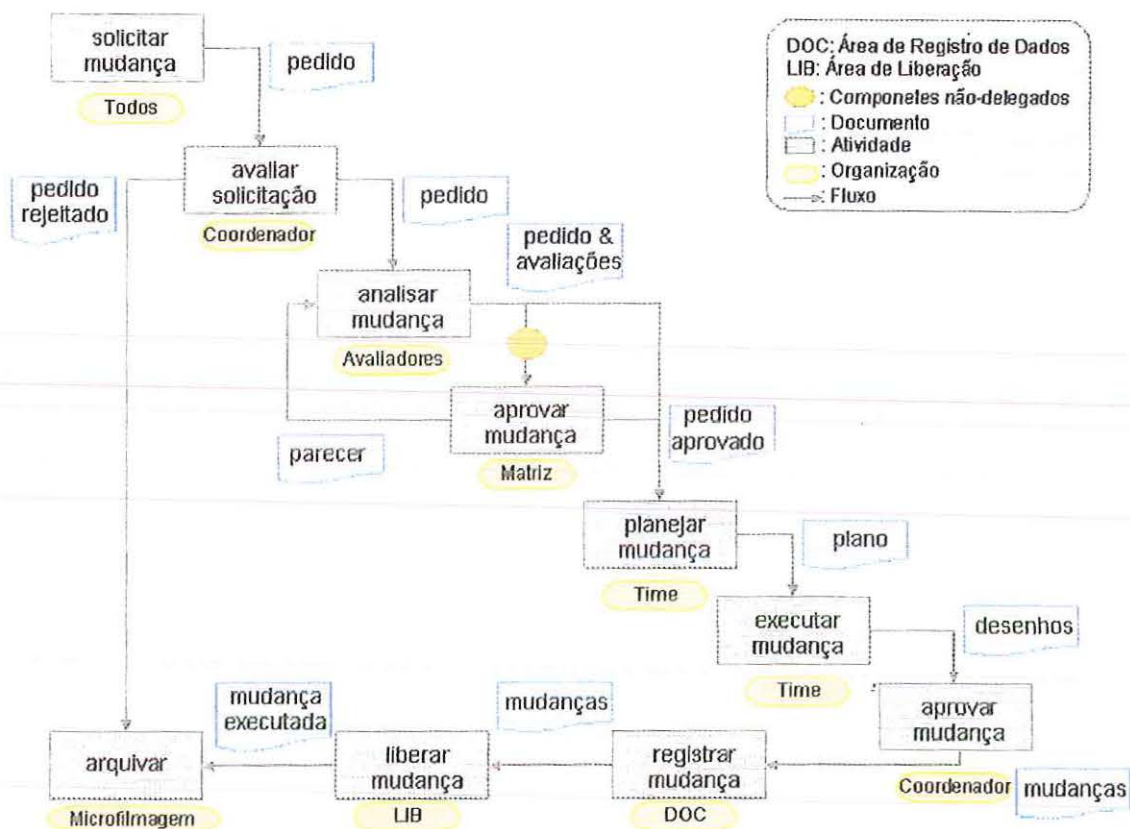 solicitar
mudança
Todos
pedido
DOC: Área de Registro de Dados
LIB: Área de Liberação
: Componetes não-delegados
: Documento
: Atividade
: Organização
: Fluxo
pedido
rejeitado
avaliar
solicitação
Coordenador
pedido
pedido &
avaliações
analisar
mudança
Avaliadores
aprovar
mudança
Matriz
parecer
pedido
aprovado
planejar
mudança
Time
plano
executar
mudança
Time
desenhos
aprovar
mudança
Coordenador
mudanças
registrar
mudança
DOC
mudanças
liberar
mudança
LIB
mudança
executada
arquivar
Microfilmagem